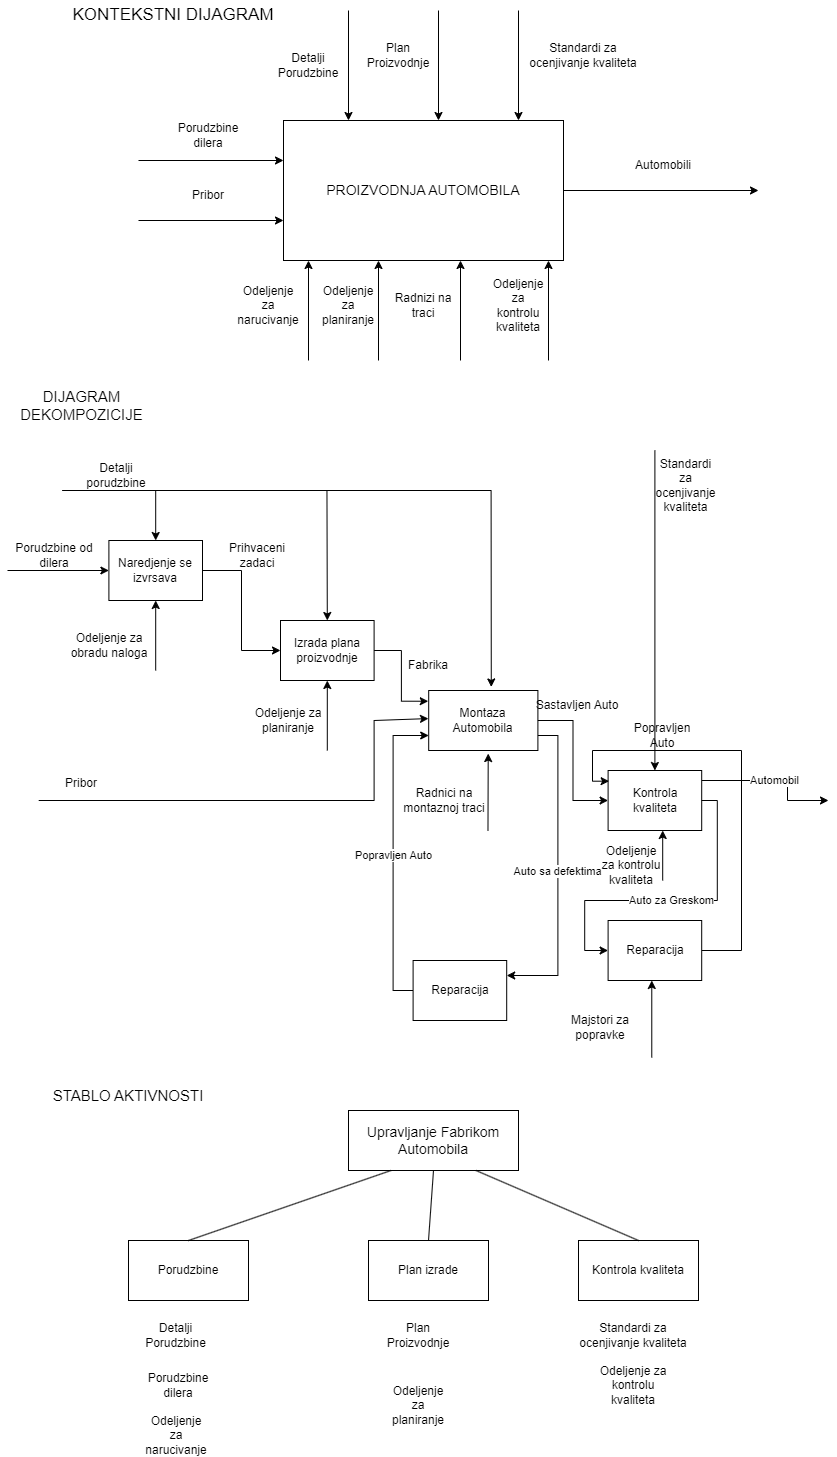 KONTEKSTNI DIJAGRAM
Detalji
Porudzbine
Plan
Proizvodnje
Standardi za
ocenjivanje kvaliteta
Porudzbine
dilera
Pribor
PROIZVODNJA AUTOMOBILA
Automobili
Odeljenje
za
narucivanje
Odeljenje
za
planiranje
Radnizi na
traci
Odeljenje
za
kontrolu
kvaliteta
DIJAGRAM
DEKOMPOZICIJE
Detalji
porudzbine
Standardi
za
ocenjivanje
kvaliteta
Porudzbine od
dilera
Naredjenje se
izvrsava
Prihvaceni
zadaci
Odeljenje za
obradu naloga
Izrada plana
proizvodnje
Fabrika
Odeljenje za
planiranje
Montaza
Automobila
Sastavljen Auto
Popravljen
Auto
Pribor
Radnici na
montaznoj traci
Kontrola
kvaliteta
Automobil
Popravljen Auto
Auto sa defektima
Odeljenje
za kontrolu
kvaliteta
Auto za Greskom
Reparacija
Reparacija
Majstori za
popravke
STABLO AKTIVNOSTI
Upravljanje Fabrikom
Automobila
Porudzbine
Plan izrade
Kontrola kvaliteta
Detalji
Porudzbine
Plan
Proizvodnje
Standardi za
ocenjivanje kvaliteta
Porudzbine
dilera
Odeljenje
za
planiranje
Odeljenje za
kontrolu
kvaliteta
Odeljenje
za
narucivanje